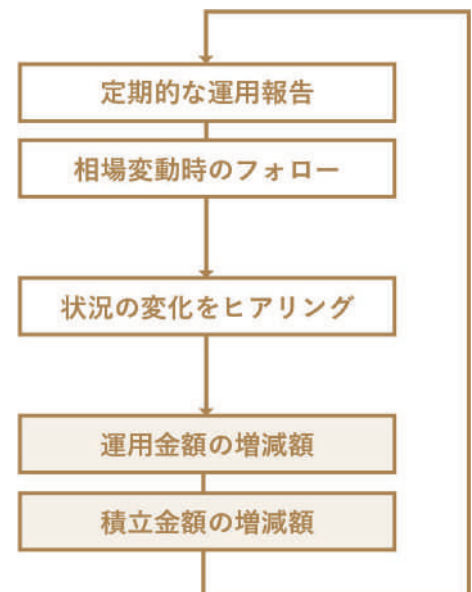 定期的な運用報告
相場変動時のフォロー
状況の変化をヒアリング
運用金額の増減額
積立金額の増減額